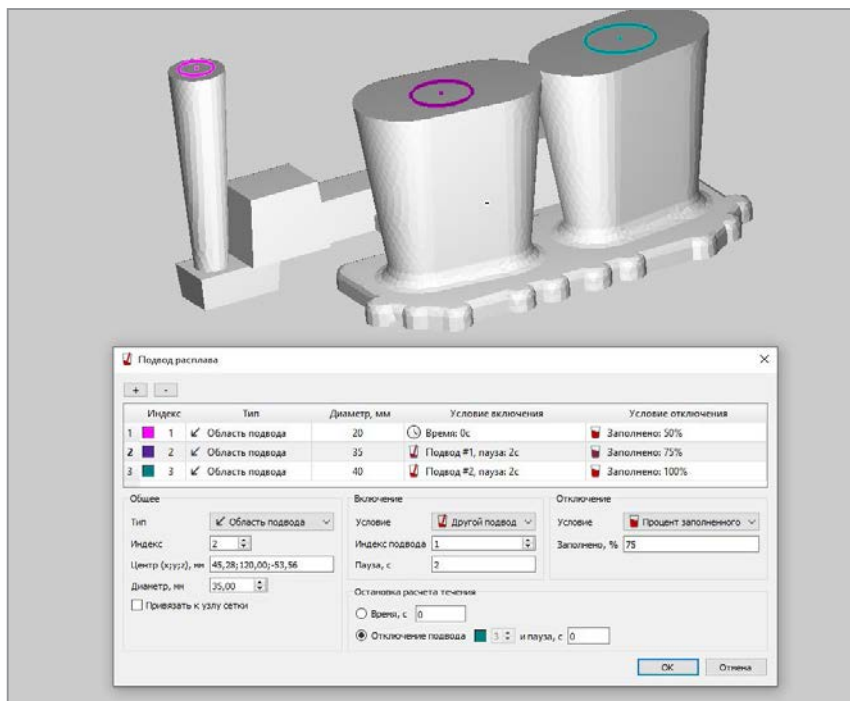 Подвод расплава
+ -
Индекс Тип Диаметр, мм Условие включения Условие отключения
1 1 Область подвода 20 Время: 0с Заполнено: 50%
2 2 Область подвода 35 Подвод #1, пауза: 2с Заполнено: 75%
3 3 Область подвода 40 Подвод #2, пауза: 2с Заполнено: 100%
Общее Включение Отключение
Тип Область подвода Условие Другой подвод Условие Процент заполненного
Индекс 2 Индекс подвода 1 Заполнено, % 75
Центр (x;y;z), мм 45,28;120,00;-53,56 Пауза, с 2
Диаметр, мм 35,00
Привязать к узлу сетки
Остановка расчета течения
Время, с 0
Отключение подвода 3 и пауза, с 0
OK Отмена